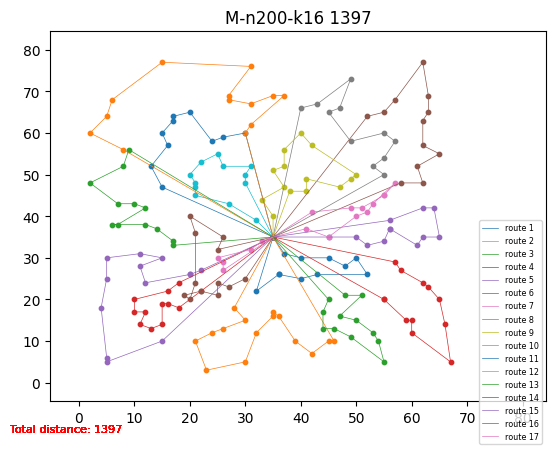 M-n200-k16 1397
80
70
60
50
40
30
20
10
0
0
10
20
30
40
50
60
70
80
route 1
route 2
route 3
route 4
route 5
route 6
route 7
route 8
route 9
route 10
route 11
route 12
route 13
route 14
route 15
route 16
route 17
Total distance: 1397